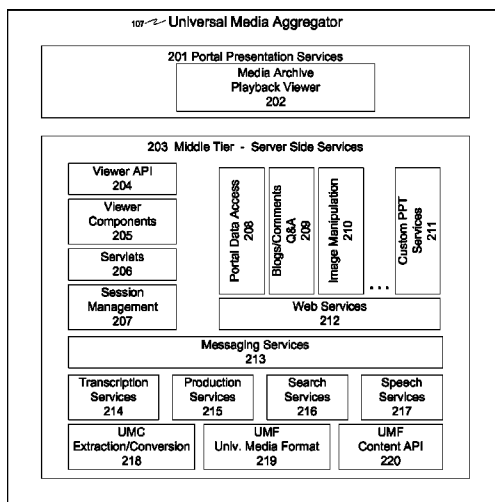 107 Universal Media Aggregator
201 Portal Presentation Services
Media Archive
Playback Viewer
202
203 Middle Tier - Server Side Services
Viewer API
204
Viewer
Components
205
Servlets
206
Session
Management
207
Portal Data Access
208
Blogs/Comments
Q&A
209
Image Manipulation
210
...
Custom PPT
Services
211
Web Services
212
Messaging Services
213
Transcription
Services
214
Production
Services
215
Search
Services
216
Speech
Services
217
UMC
Extraction/Conversion
218
UMF
Univ. Media Format
219
UMF
Content API
220